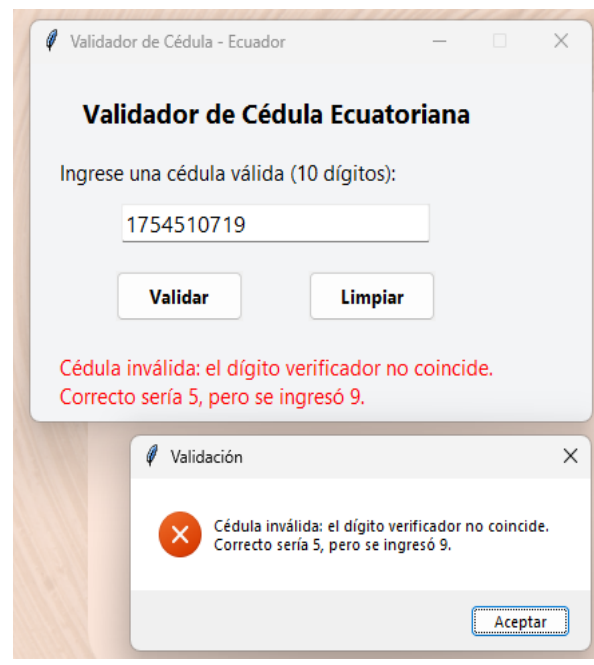 Validador de Cédula - Ecuador
Validador de Cédula Ecuatoriana
Ingrese una cédula válida (10 dígitos):
1754510719
Validar Limpiar
Cédula inválida: el dígito verificador no coincide.
Correcto sería 5, pero se ingresó 9.
Validación
Cédula inválida: el dígito verificador no coincide.
Correcto sería 5, pero se ingresó 9.
Aceptar